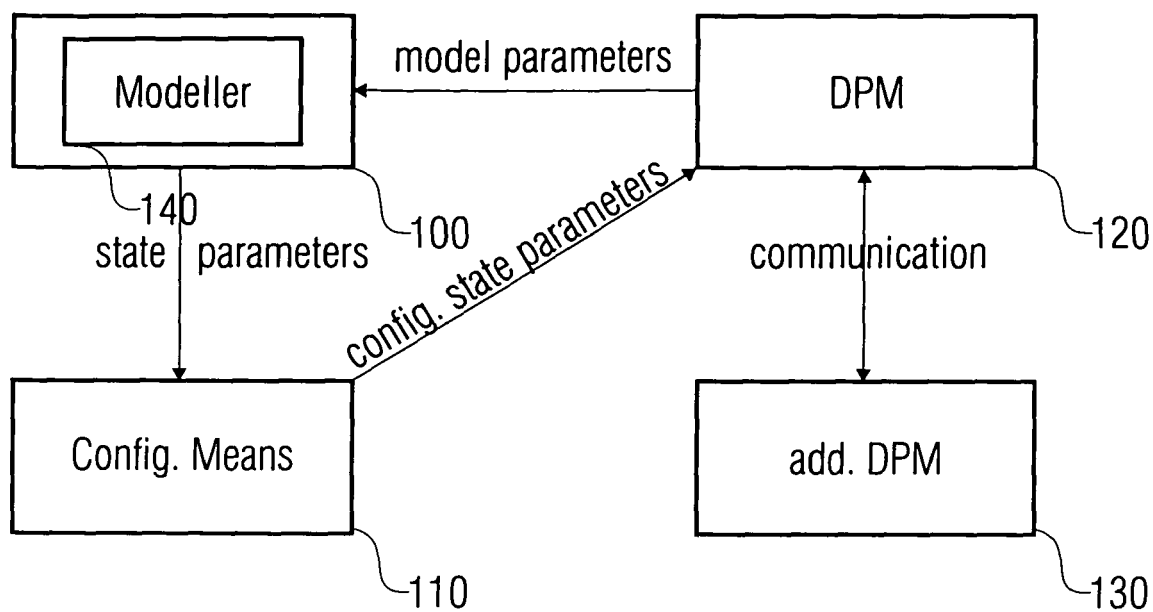 Modeller
model parameters
DPM
140
100
120
state parameters
config. state parameters
communication
Config. Means
add. DPM
110
130